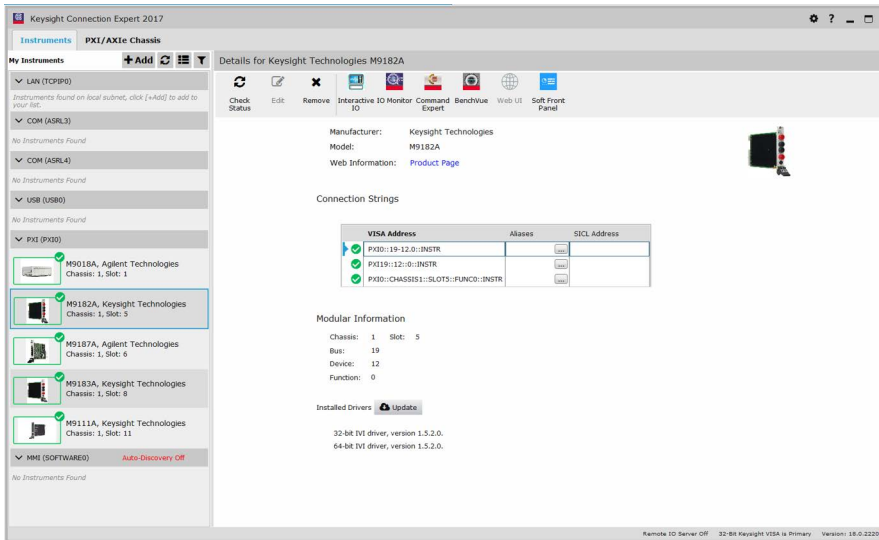 Keysight Connection Expert 2017
Instruments PXI/AXIe Chassis
My Instruments
+ Add
LAN (TCPIP0)
Instruments found on local subnet, click [+Add] to add to
your list.
COM (ASRL3)
No Instruments Found
COM (ASRL4)
No Instruments Found
USB (USB0)
No Instruments Found
PXI (PXI0)
M9018A, Agilent Technologies
Chassis: 1, Slot: 1
M9182A, Keysight Technologies
Chassis: 1, Slot: 5
M9187A, Agilent Technologies
Chassis: 1, Slot: 6
M9183A, Keysight Technologies
Chassis: 1, Slot: 8
M9111A, Keysight Technologies
Chassis: 1, Slot: 11
MMI (SOFTWARE0) Auto-Discovery Off
No Instruments Found
Details for Keysight Technologies M9182A
Check Status
Edit
Remove
Interactive IO
IO Monitor
Command Expert
BenchVue
Web UI
Soft Front Panel
Manufacturer: Keysight Technologies
Model: M9182A
Web Information: Product Page
Connection Strings
VISA Address Aliases SICL Address
PXI0::19-12.0::INSTR ...
PXI19::12::0::INSTR ...
PXI0::CHASSIS1::SLOT5::FUNC0::INSTR ...
Modular Information
Chassis: 1 Slot: 5
Bus: 19
Device: 12
Function: 0
Installed Drivers Update
32-bit IVI driver, version 1.5.2.0.
64-bit IVI driver, version 1.5.2.0.
Remote IO Server Off 32-Bit Keysight VISA is Primary Version: 18.0.2220